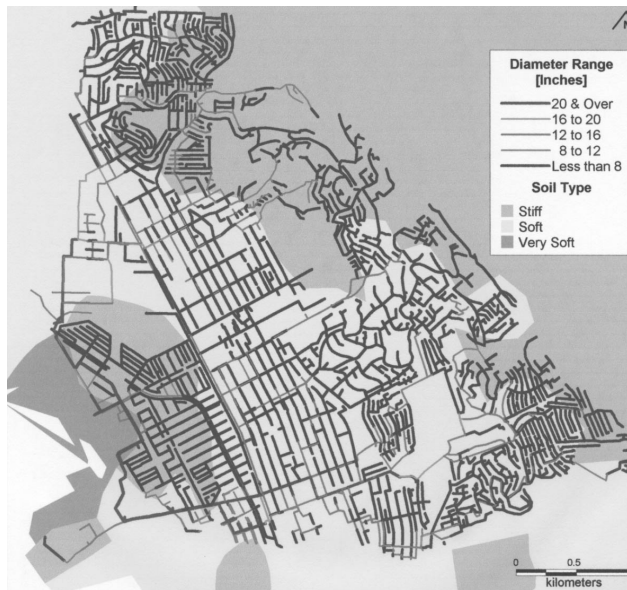 N
Diameter Range
[Inches]
20 & Over
16 to 20
12 to 16
8 to 12
Less than 8
Soil Type
Stiff
Soft
Very Soft
0 0.5
kilometers